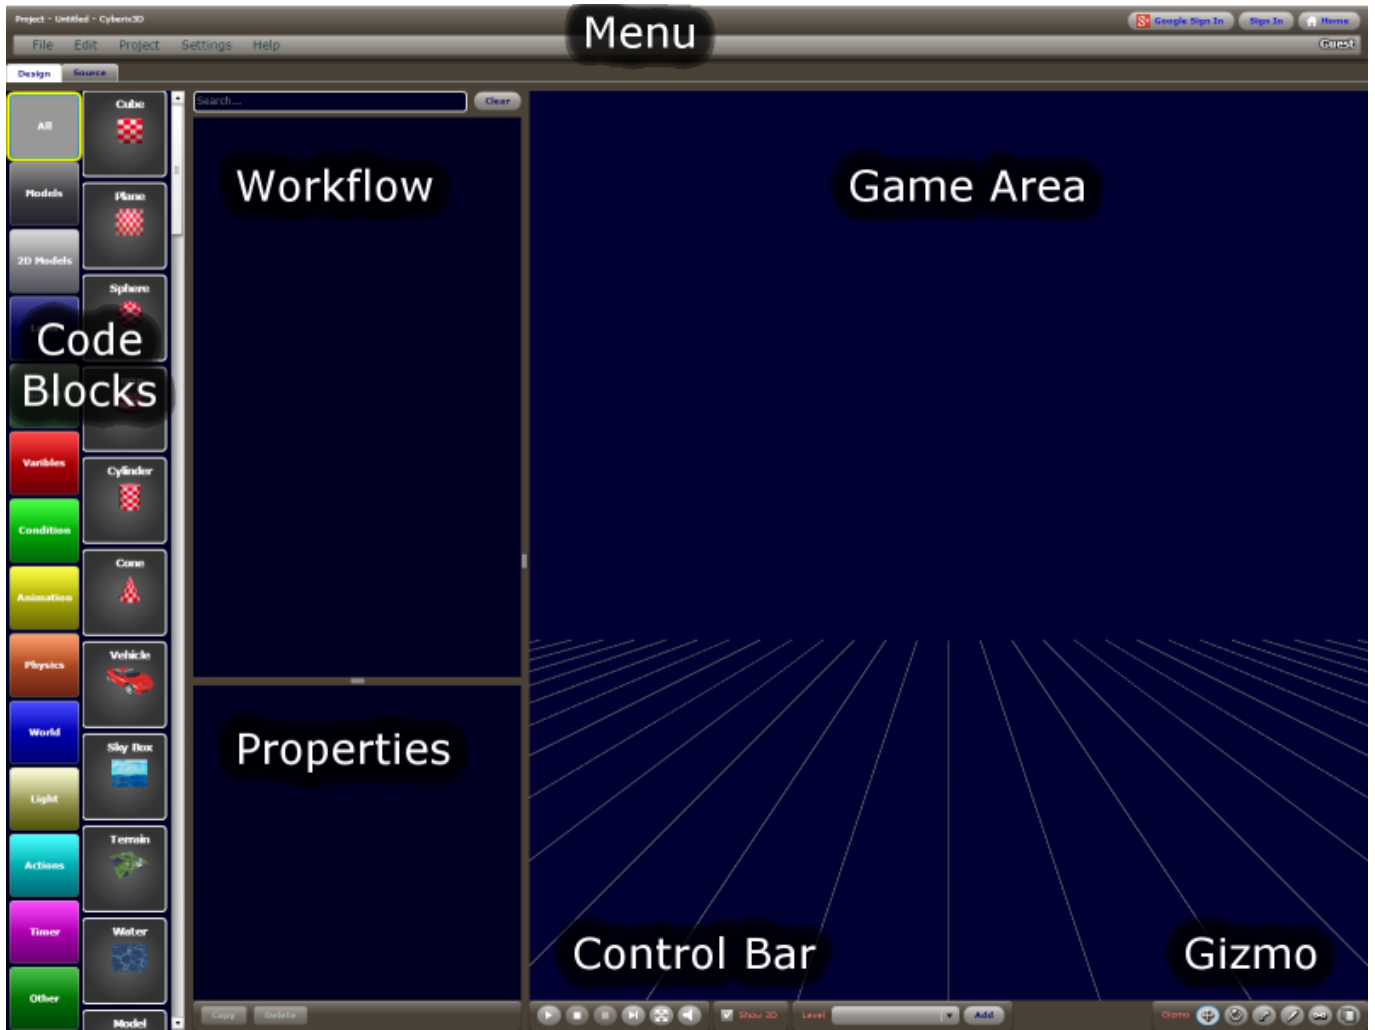 Project - Untitled - Cyberix3D
Google Sign In
Sign In
Home
File Edit Project Settings Help
Guest
Menu
Design Source
All
Models
2D Models
Varibles
Condition
Animation
Physics
World
Light
Actions
Timer
Other
Cube
Plane
Sphere
Cylinder
Cone
Vehicle
Sky Box
Terrain
Water
Model
Code
Blocks
Search...
Clear
Workflow
Properties
Copy Delete
Game Area
Control Bar
Gizmo
Show 2D
Level
Add
Gizmo